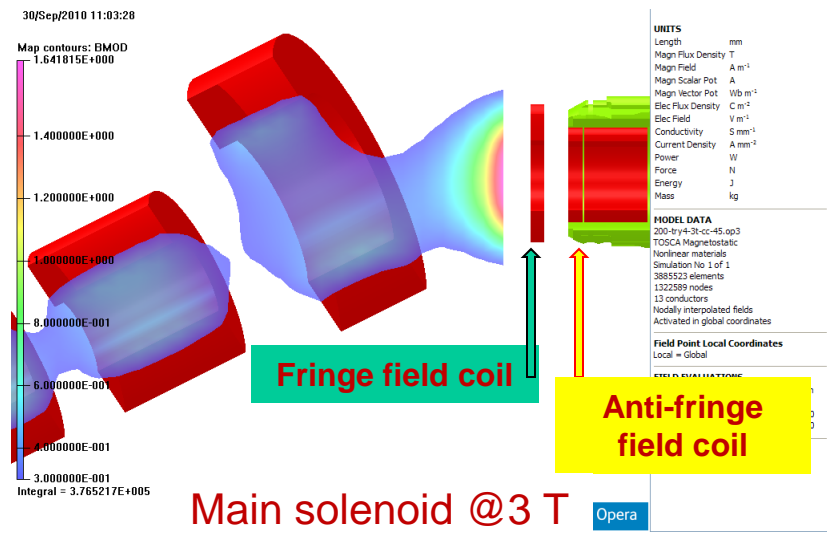 30/Sep/2010 11:03:28
Map contours: BMOD
1.641815E+000
1.400000E+000
1.200000E+000
1.000000E+000
8.000000E-001
6.000000E-001
4.000000E-001
3.000000E-001
Integral = 3.765217E+005
Fringe field coil
Anti-fringe
field coil
Main solenoid @3 T
Opera
UNITS
Length mm
Magn Flux Density T
Magn Field A m⁻¹
Magn Scalar Pot A
Magn Vector Pot Wb m⁻¹
Elec Flux Density C m⁻²
Elec Field V m⁻¹
Conductivity S mm⁻¹
Current Density A mm⁻²
Power W
Force N
Energy J
Mass kg
MODEL DATA
200-try4-3t-cc-45.op3
TOSCA Magnetostatic
Nonlinear materials
Simulation No 1 of 1
3885523 elements
1322589 nodes
13 conductors
Nodally interpolated fields
Activated in global coordinates
Field Point Local Coordinates
Local = Global
FIELD EVALUATIONS